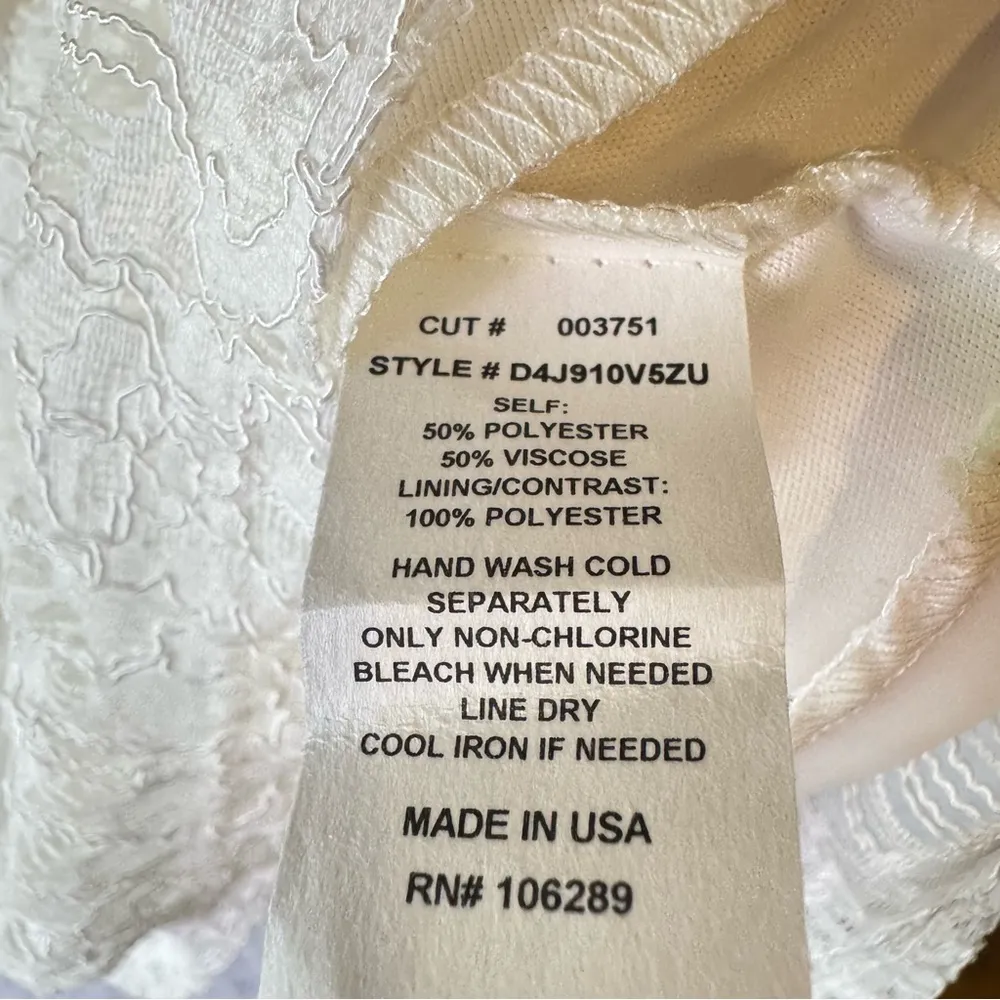 CUT # 003751
STYLE # D4J910V5ZU
SELF:
50% POLYESTER
50% VISCOSE
LINING/CONTRAST:
100% POLYESTER
HAND WASH COLD
SEPARATELY
ONLY NON-CHLORINE
BLEACH WHEN NEEDED
LINE DRY
COOL IRON IF NEEDED
MADE IN USA
RN# 106289